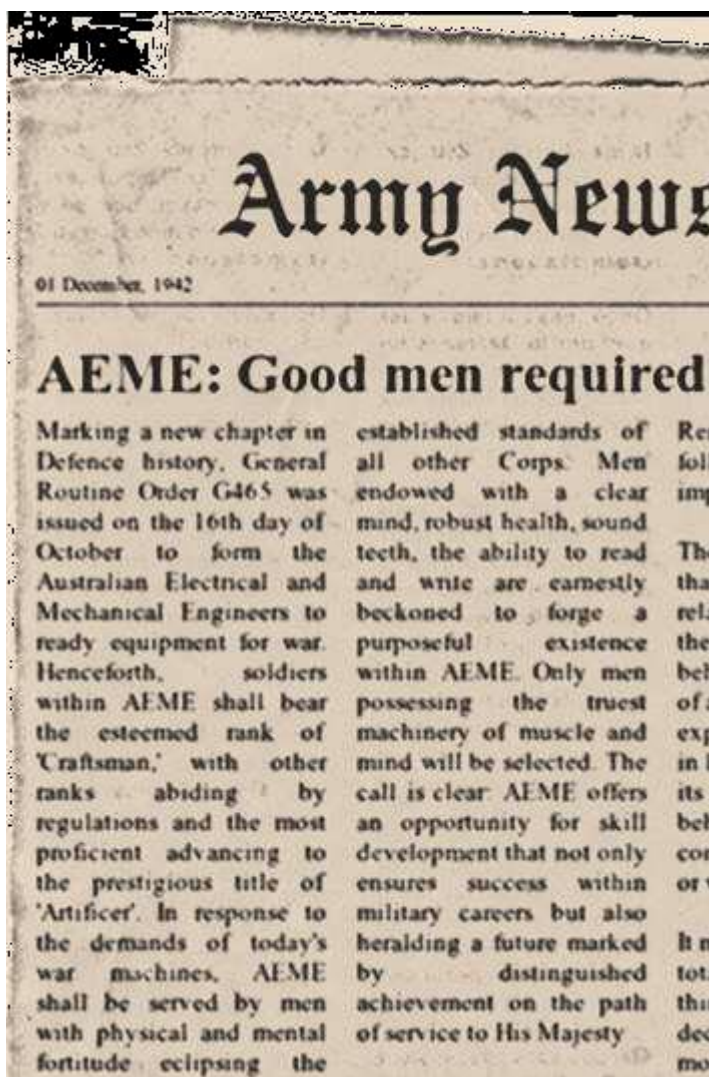 Army News
01 December, 1942
AEME: Good men required
Marking a new chapter in
Defence history, General
Routine Order G465 was
issued on the 16th day of
October to form the
Australian Electrical and
Mechanical Engineers to
ready equipment for war.
Henceforth, soldiers
within AEME shall bear
the esteemed rank of
'Craftsman,' with other
ranks abiding by
regulations and the most
proficient advancing to
the prestigious title of
'Artificer'. In response to
the demands of today's
war machines, AEME
shall be served by men
with physical and mental
fortitude eclipsing the
established standards of
all other Corps. Men
endowed with a clear
mind, robust health, sound
teeth, the ability to read
and write are earnestly
beckoned to forge a
purposeful existence
within AEME. Only men
possessing the truest
machinery of muscle and
mind will be selected. The
call is clear: AEME offers
an opportunity for skill
development that not only
ensures success within
military careers but also
heralding a future marked
by distinguished
achievement on the path
of service to His Majesty
in
its
or